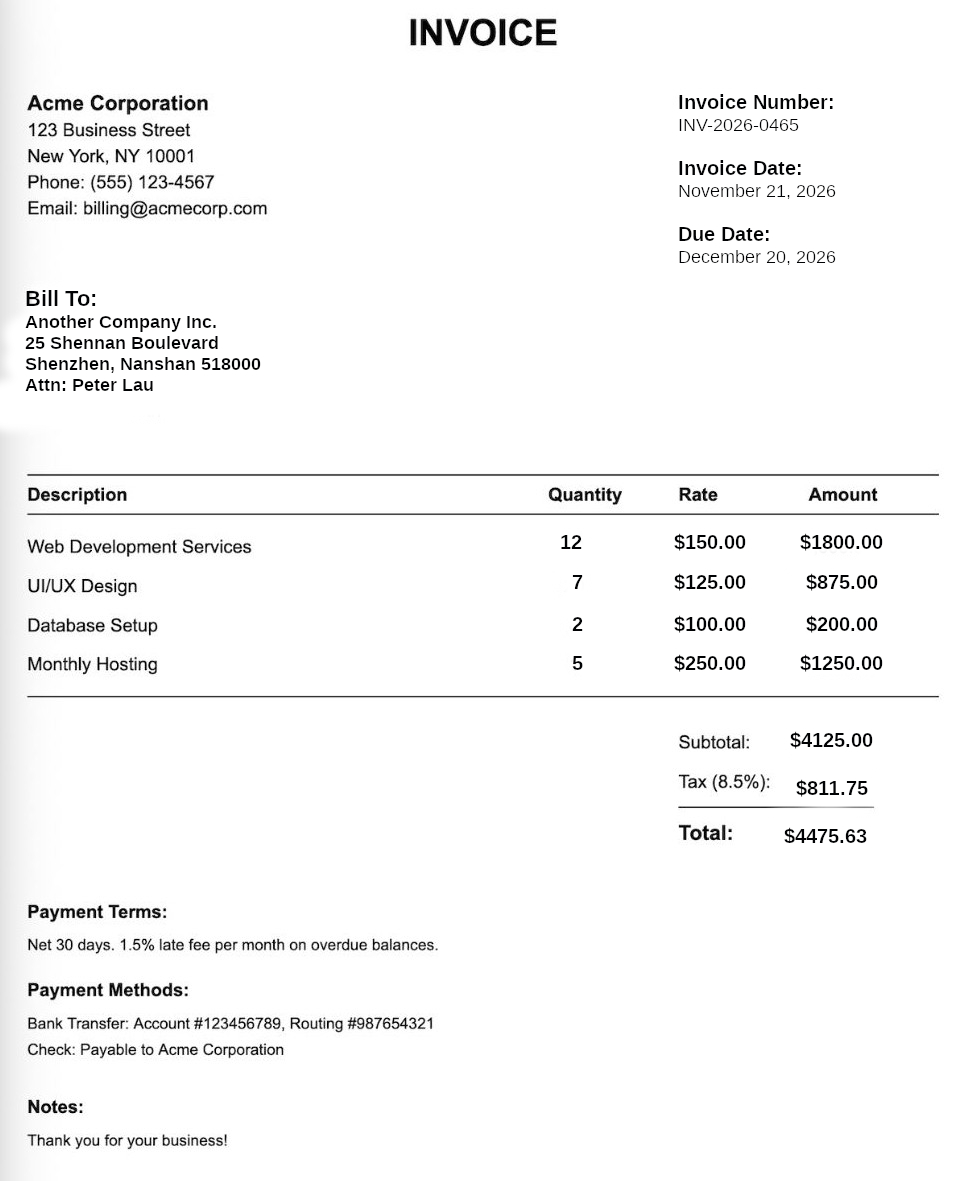 INVOICE
Acme Corporation
123 Business Street
New York, NY 10001
Phone: (555) 123-4567
Email: billing@acmecorp.com
Invoice Number:
INV-2026-0465
Invoice Date:
November 21, 2026
Due Date:
December 20, 2026
Bill To:
Another Company Inc.
25 Shennan Boulevard
Shenzhen, Nanshan 518000
Attn: Peter Lau
Description Quantity Rate Amount
Web Development Services 12 $150.00 $1800.00
UI/UX Design 7 $125.00 $875.00
Database Setup 2 $100.00 $200.00
Monthly Hosting 5 $250.00 $1250.00
Subtotal: $4125.00
Tax (8.5%): $811.75
Total: $4475.63
Payment Terms:
Net 30 days. 1.5% late fee per month on overdue balances.
Payment Methods:
Bank Transfer: Account #123456789, Routing #987654321
Check: Payable to Acme Corporation
Notes:
Thank you for your business!